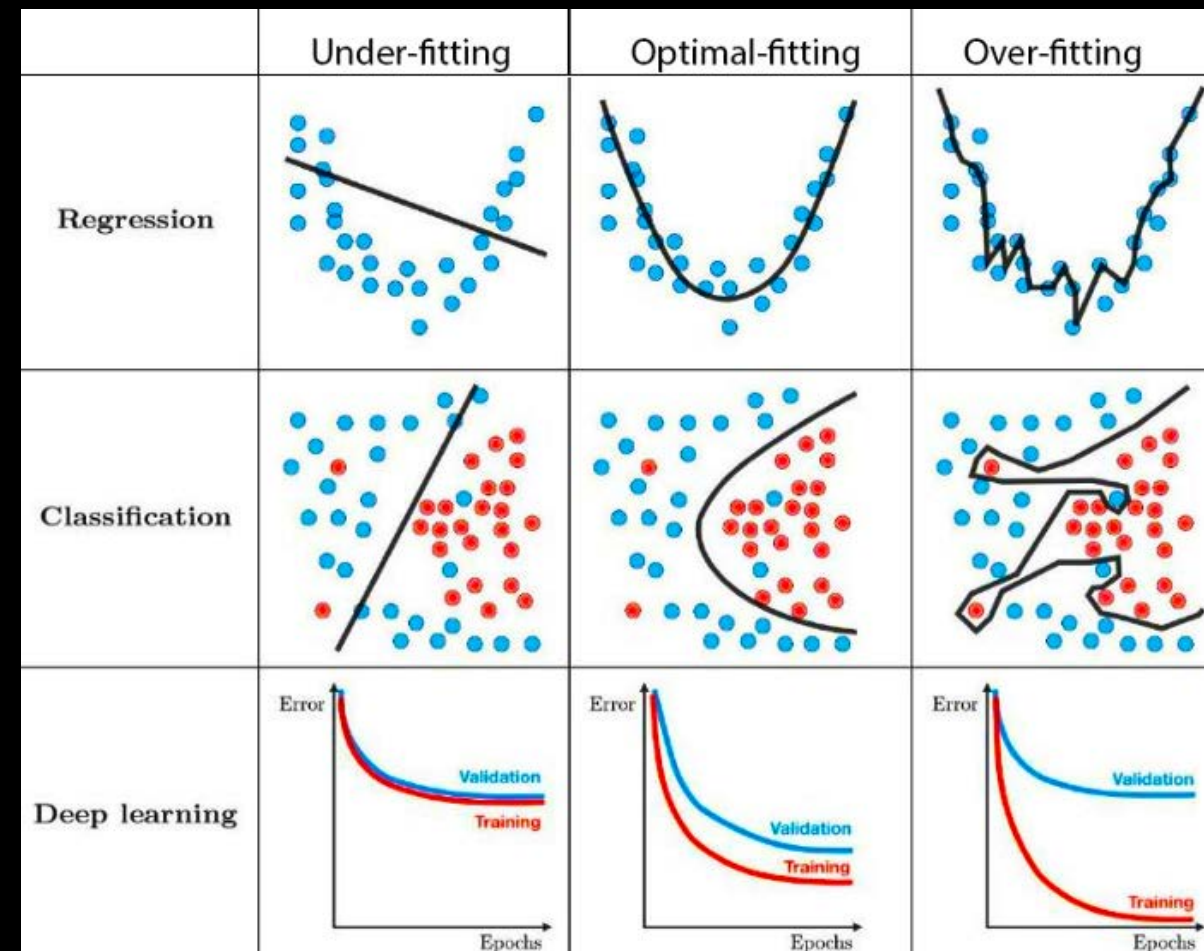 Under-fitting
Optimal-fitting
Over-fitting
Regression
Classification
Deep learning
Error
Validation
Training
Epochs
Error
Validation
Training
Epochs
Error
Validation
Training
Epochs